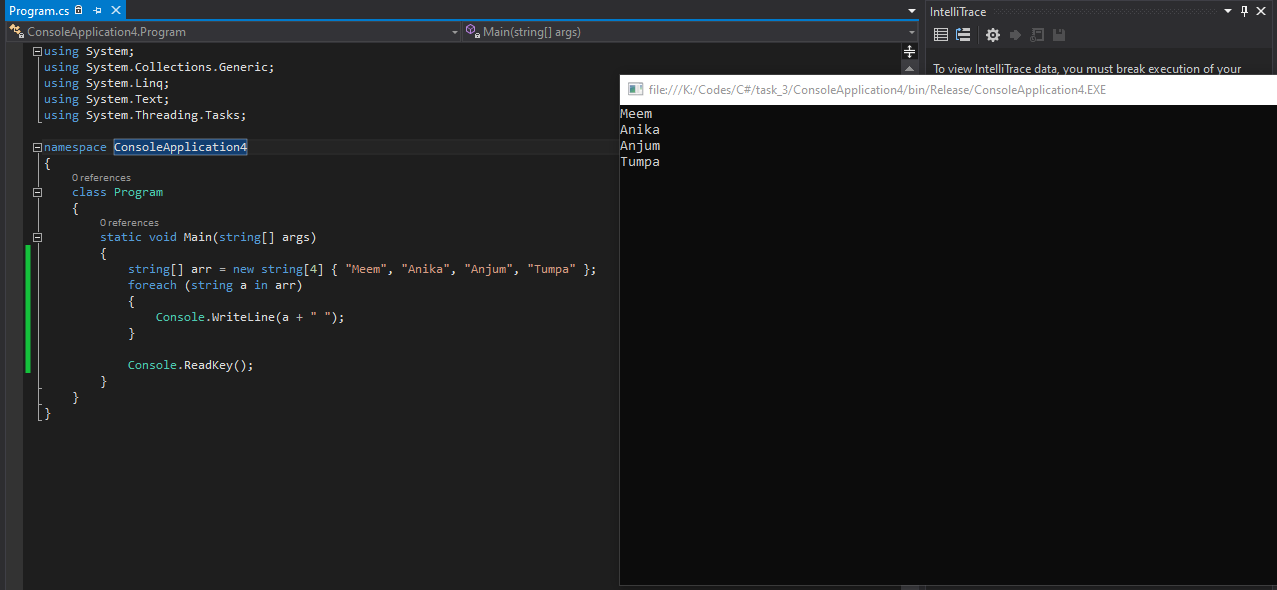 Program.cs
ConsoleApplication4.Program
Main(string[] args)
using System;
using System.Collections.Generic;
using System.Linq;
using System.Text;
using System.Threading.Tasks;
namespace ConsoleApplication4
{
0 references
class Program
{
0 references
static void Main(string[] args)
{
string[] arr = new string[4] { "Meem", "Anika", "Anjum", "Tumpa" };
foreach (string a in arr)
{
Console.WriteLine(a + " ");
}
Console.ReadKey();
}
}
}
IntelliTrace
To view IntelliTrace data, you must break execution of your
file:///K:/Codes/C#/task_3/ConsoleApplication4/bin/Release/ConsoleApplication4.EXE
Meem
Anika
Anjum
Tumpa